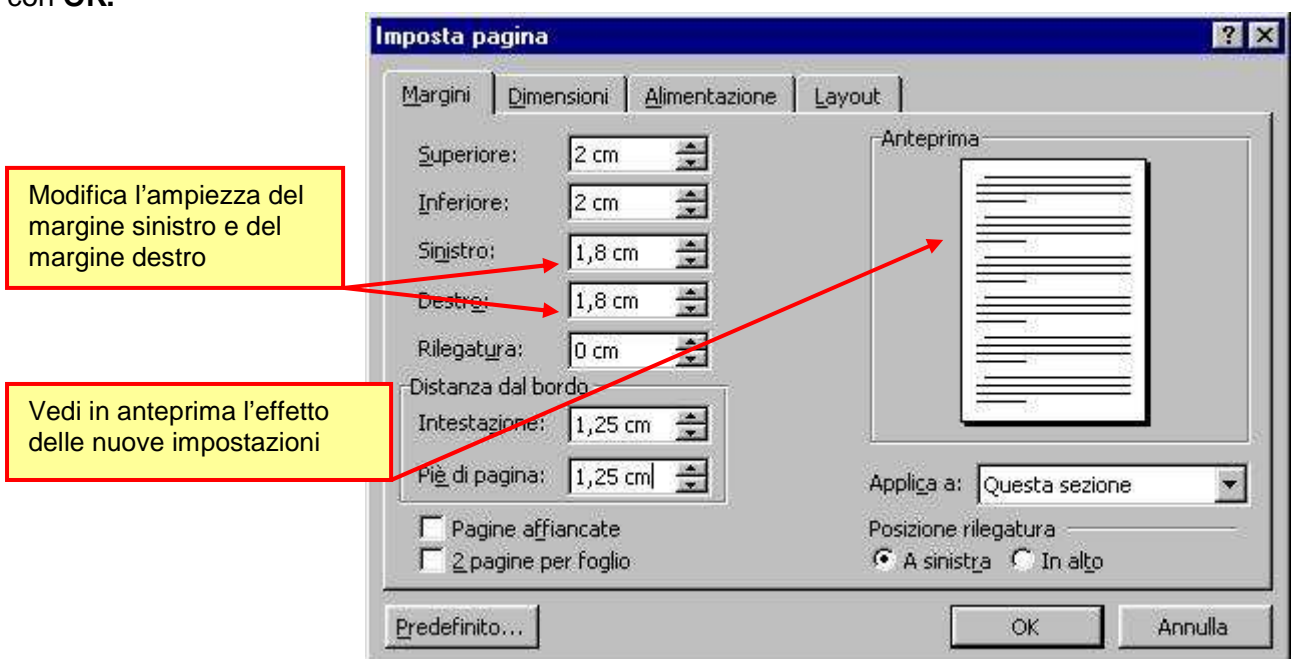 con OK.
Imposta pagina
Margini Dimensioni Alimentazione Layout
Superiore: 2 cm
Inferiore: 2 cm
Sinistro: 1,8 cm
Destro: 1,8 cm
Rilegatura: 0 cm
Distanza dal bordo
Intestazione: 1,25 cm
Piè di pagina: 1,25 cm
Pagine affiancate
2 pagine per foglio
Anteprima
Applica a: Questa sezione
Posizione rilegatura
A sinistra In alto
Predefinito... OK Annulla
Modifica l’ampiezza del
margine sinistro e del
margine destro
Vedi in anteprima l’effetto
delle nuove impostazioni